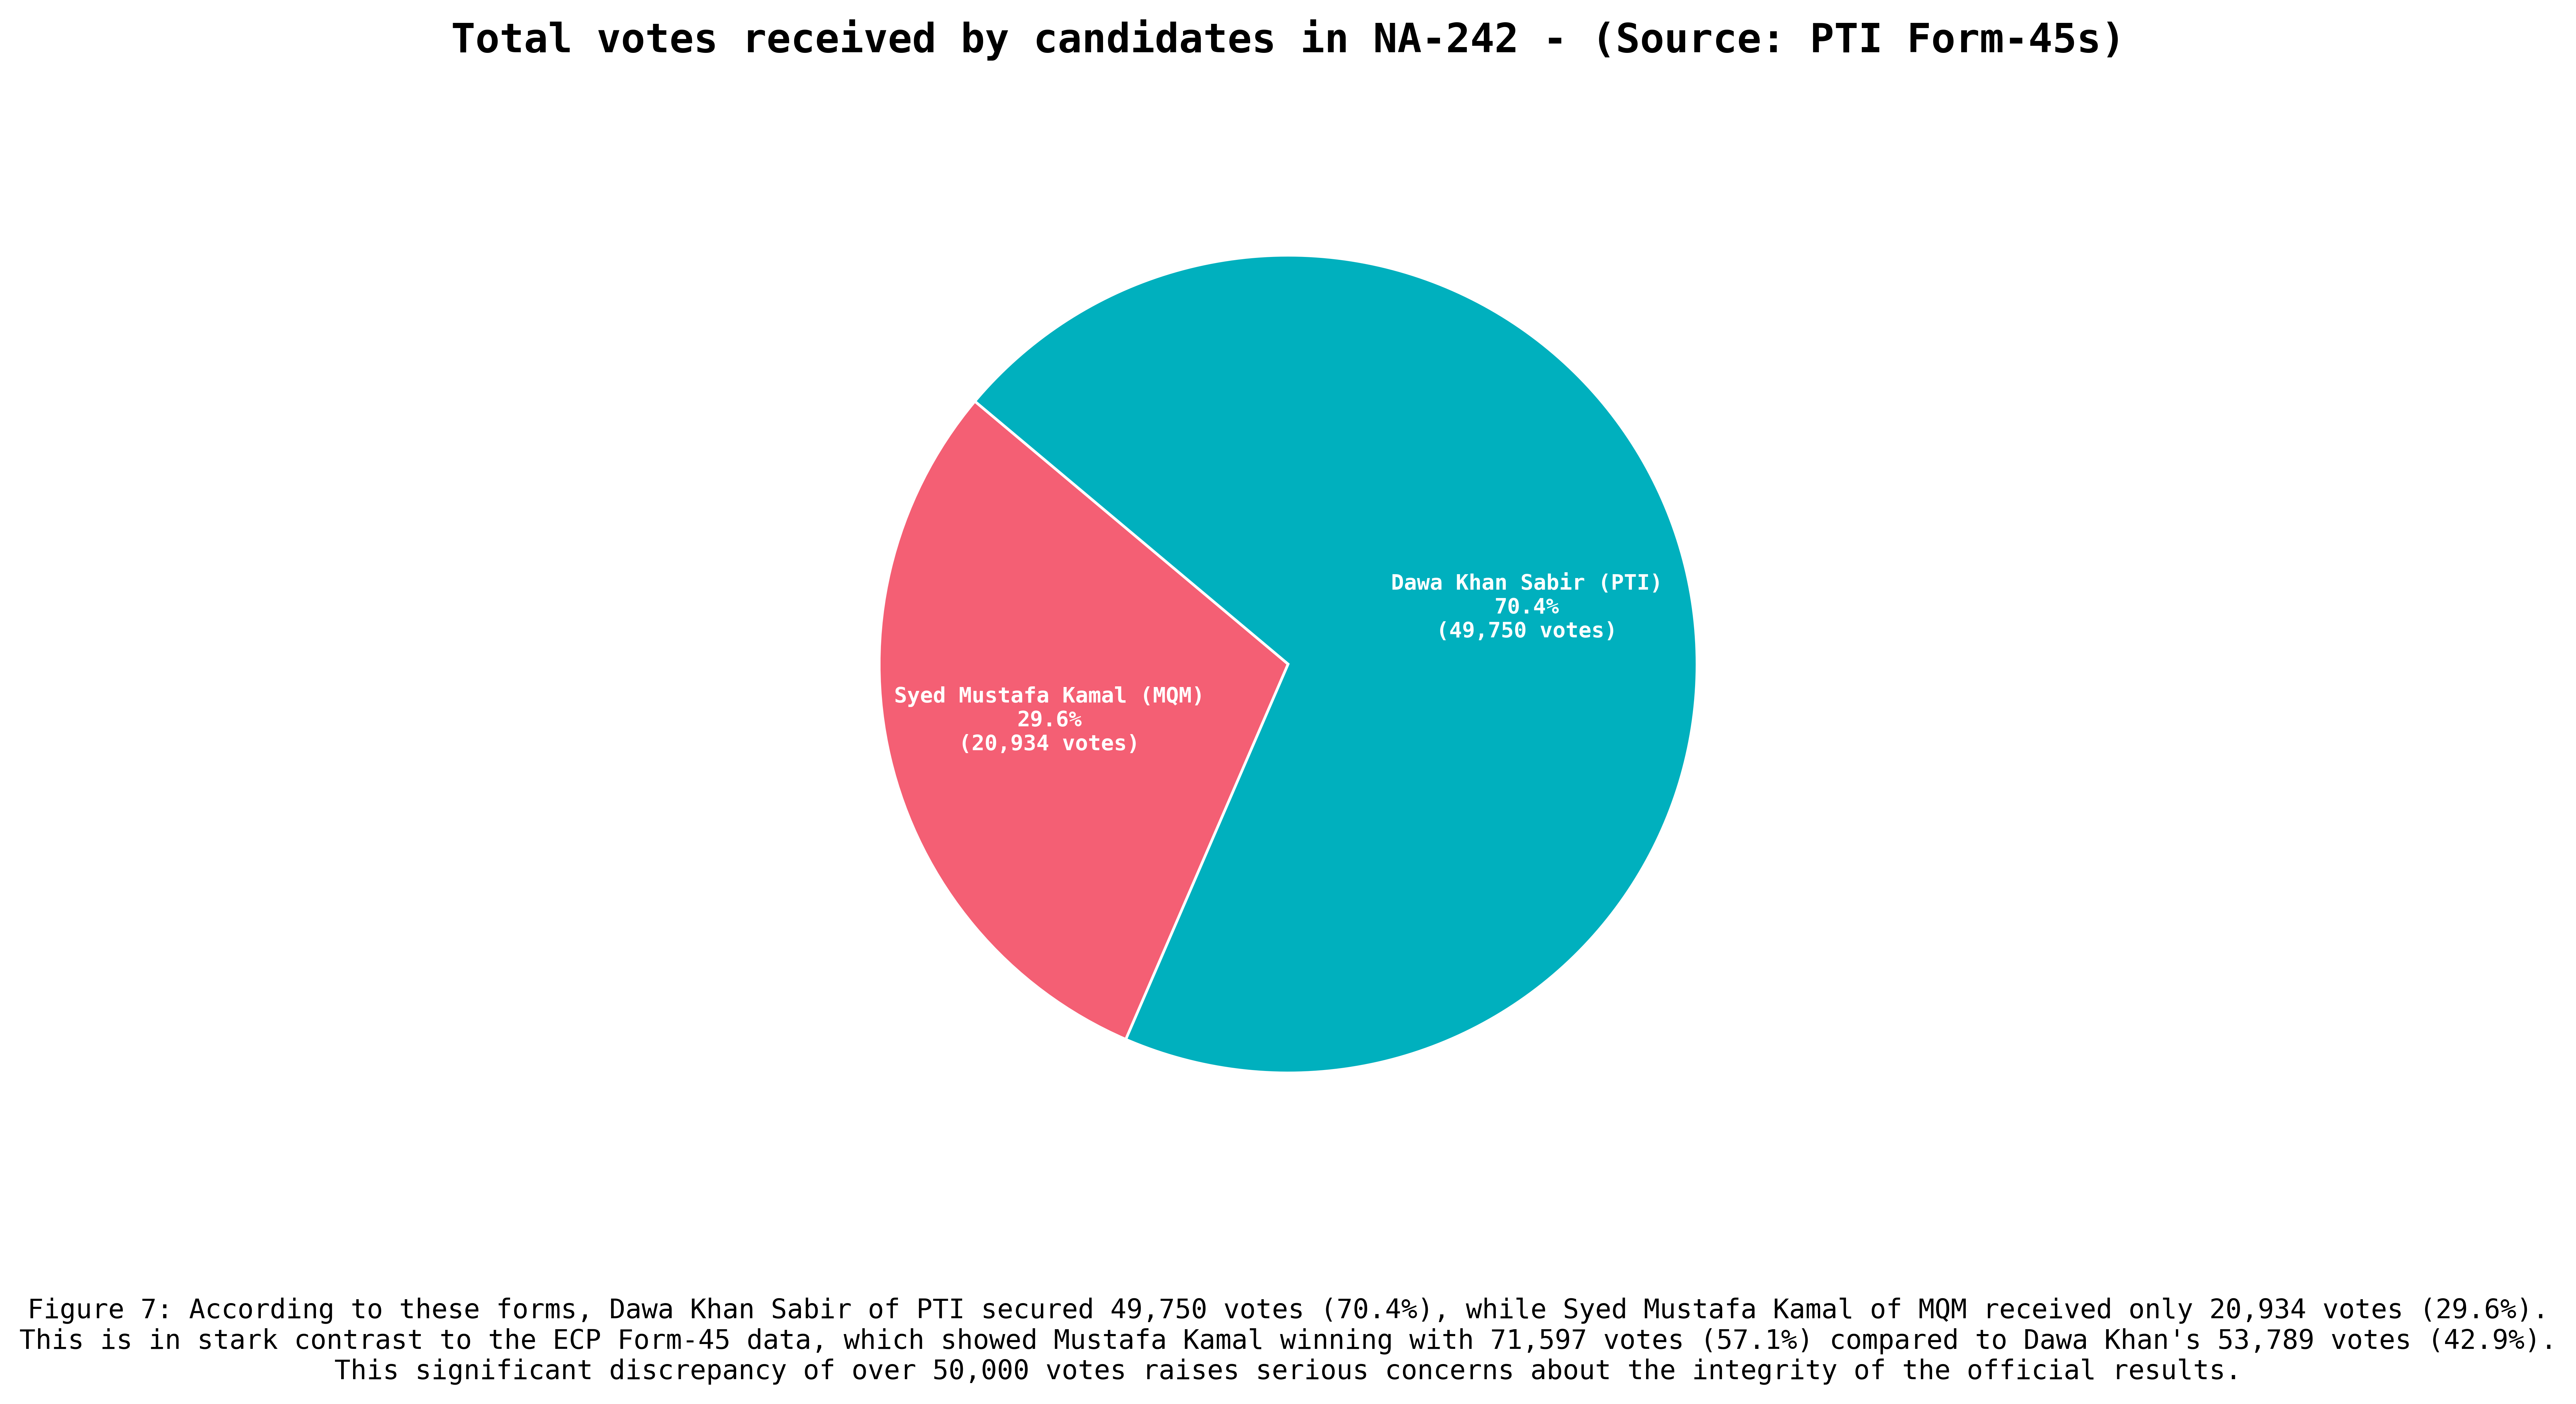 Total votes received by candidates in NA-242 - (Source: PTI Form-45s)
Dawa Khan Sabir (PTI)
70.4%
(49,750 votes)
Syed Mustafa Kamal (MQM)
29.6%
(20,934 votes)
Figure 7: According to these forms, Dawa Khan Sabir of PTI secured 49,750 votes (70.4%), while Syed Mustafa Kamal of MQM received only 20,934 votes (29.6%).
This is in stark contrast to the ECP Form-45 data, which showed Mustafa Kamal winning with 71,597 votes (57.1%) compared to Dawa Khan's 53,789 votes (42.9%).
This significant discrepancy of over 50,000 votes raises serious concerns about the integrity of the official results.